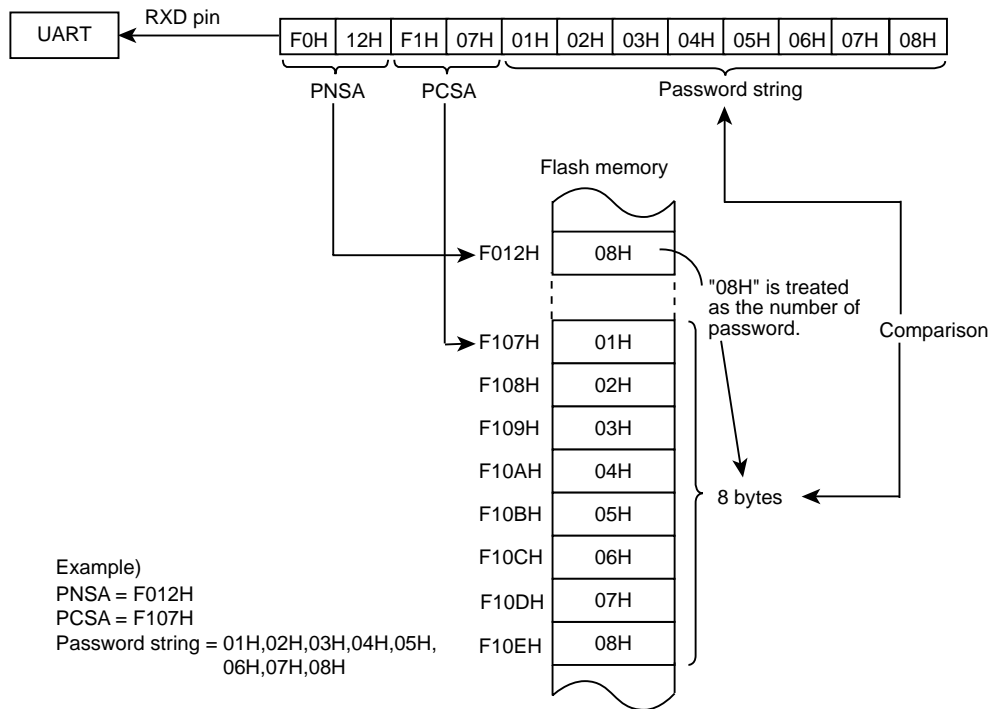 UART
RXD pin
F0H 12H F1H 07H 01H 02H 03H 04H 05H 06H 07H 08H
PNSA PCSA Password string
Flash memory
F012H 08H
"08H" is treated
as the number of
password.
Comparison
F107H 01H
F108H 02H
F109H 03H
F10AH 04H
8 bytes
F10BH 05H
F10CH 06H
F10DH 07H
F10EH 08H
Example)
PNSA = F012H
PCSA = F107H
Password string = 01H,02H,03H,04H,05H,
06H,07H,08H